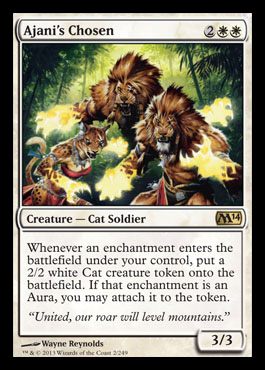 Ajani's Chosen 2
Creature — Cat Soldier M14
Whenever an enchantment enters the
battlefield under your control, put a
2/2 white Cat creature token onto the
battlefield. If that enchantment is an
Aura, you may attach it to the token.
“United, our roar will level mountains.”
3/3
Wayne Reynolds
™ & © 2013 Wizards of the Coast 2/249